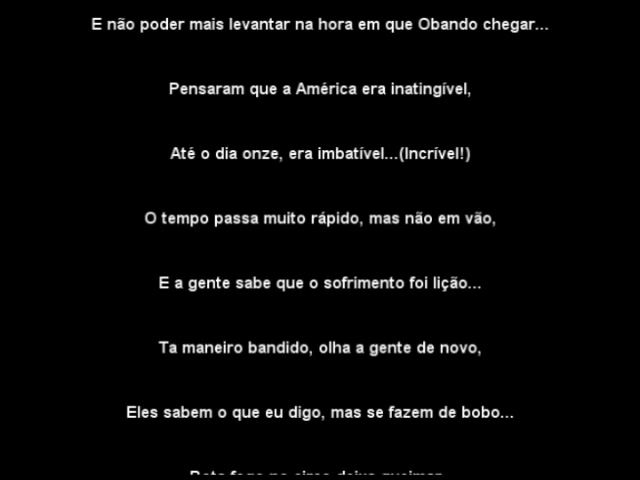 E não poder mais levantar na hora em que Obando chegar...
Pensaram que a América era inatingível,
Até o dia onze, era imbatível...(Incrível!)
O tempo passa muito rápido, mas não em vão,
E a gente sabe que o sofrimento foi lição...
Ta maneiro bandido, olha a gente de novo,
Eles sabem o que eu digo, mas se fazem de bobo...